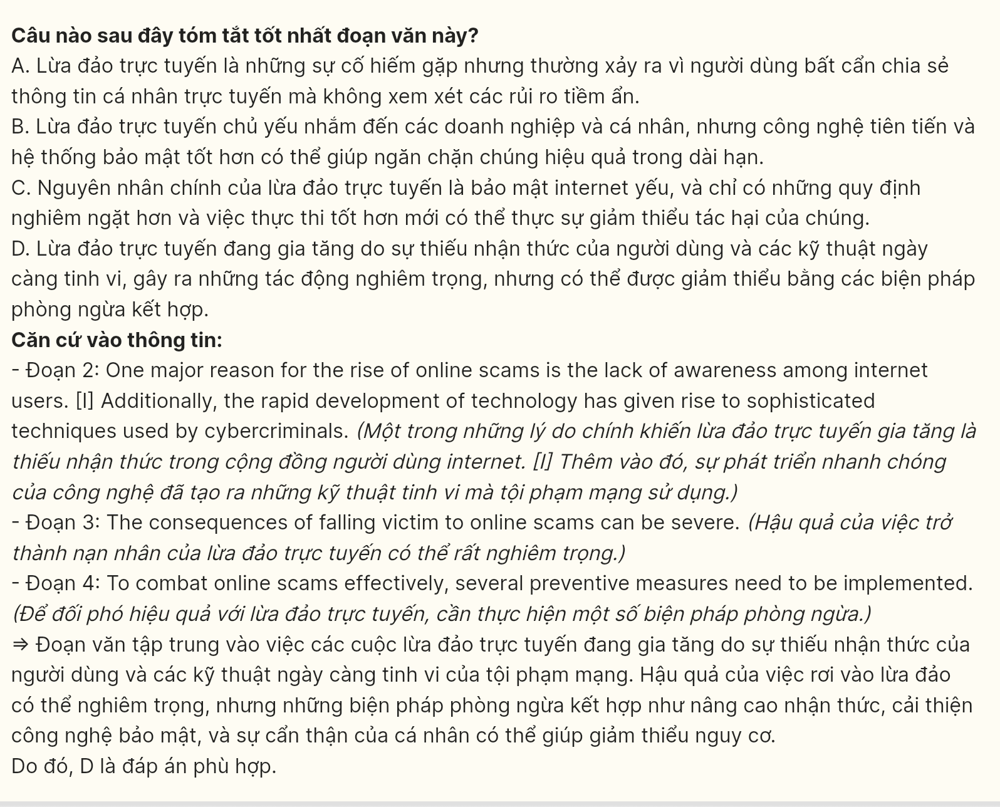 Câu nào sau đây tóm tắt tốt nhất đoạn văn này?
A. Lừa đảo trực tuyến là những sự cố hiếm gặp nhưng thường xảy ra vì người dùng bất cẩn chia sẻ
thông tin cá nhân trực tuyến mà không xem xét các rủi ro tiềm ẩn.
B. Lừa đảo trực tuyến chủ yếu nhắm đến các doanh nghiệp và cá nhân, nhưng công nghệ tiên tiến và
hệ thống bảo mật tốt hơn có thể giúp ngăn chặn chúng hiệu quả trong dài hạn.
C. Nguyên nhân chính của lừa đảo trực tuyến là bảo mật internet yếu, và chỉ có những quy định
nghiêm ngặt hơn và việc thực thi tốt hơn mới có thể thực sự giảm thiểu tác hại của chúng.
D. Lừa đảo trực tuyến đang gia tăng do sự thiếu nhận thức của người dùng và các kỹ thuật ngày
càng tinh vi, gây ra những tác động nghiêm trọng, nhưng có thể được giảm thiểu bằng các biện pháp
phòng ngừa kết hợp.
Căn cứ vào thông tin:
- Đoạn 2: One major reason for the rise of online scams is the lack of awareness among internet
users. [I] Additionally, the rapid development of technology has given rise to sophisticated
techniques used by cybercriminals. (Một trong những lý do chính khiến lừa đảo trực tuyến gia tăng là
thiếu nhận thức trong cộng đồng người dùng internet. [I] Thêm vào đó, sự phát triển nhanh chóng
của công nghệ đã tạo ra những kỹ thuật tinh vi mà tội phạm mạng sử dụng.)
- Đoạn 3: The consequences of falling victim to online scams can be severe. (Hậu quả của việc trở
thành nạn nhân của lừa đảo trực tuyến có thể rất nghiêm trọng.)
- Đoạn 4: To combat online scams effectively, several preventive measures need to be implemented.
(Để đối phó hiệu quả với lừa đảo trực tuyến, cần thực hiện một số biện pháp phòng ngừa.)
⇒ Đoạn văn tập trung vào việc các cuộc lừa đảo trực tuyến đang gia tăng do sự thiếu nhận thức của
người dùng và các kỹ thuật ngày càng tinh vi của tội phạm mạng. Hậu quả của việc rơi vào lừa đảo
có thể nghiêm trọng, nhưng những biện pháp phòng ngừa kết hợp như nâng cao nhận thức, cải thiện
công nghệ bảo mật, và sự cẩn thận của cá nhân có thể giúp giảm thiểu nguy cơ.
Do đó, D là đáp án phù hợp.